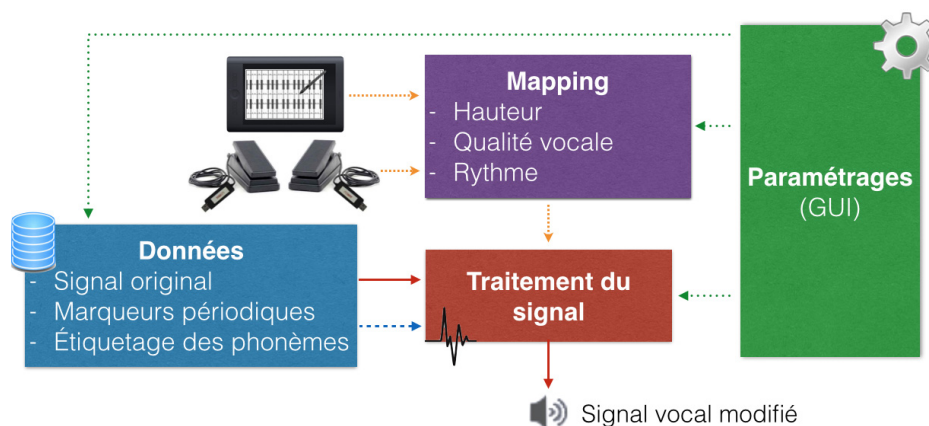 Mapping
- Hauteur
- Qualité vocale
- Rythme
Paramétrages
(GUI)
Données
- Signal original
- Marqueurs périodiques
- Étiquetage des phonèmes
Traitement du
signal
Signal vocal modifié